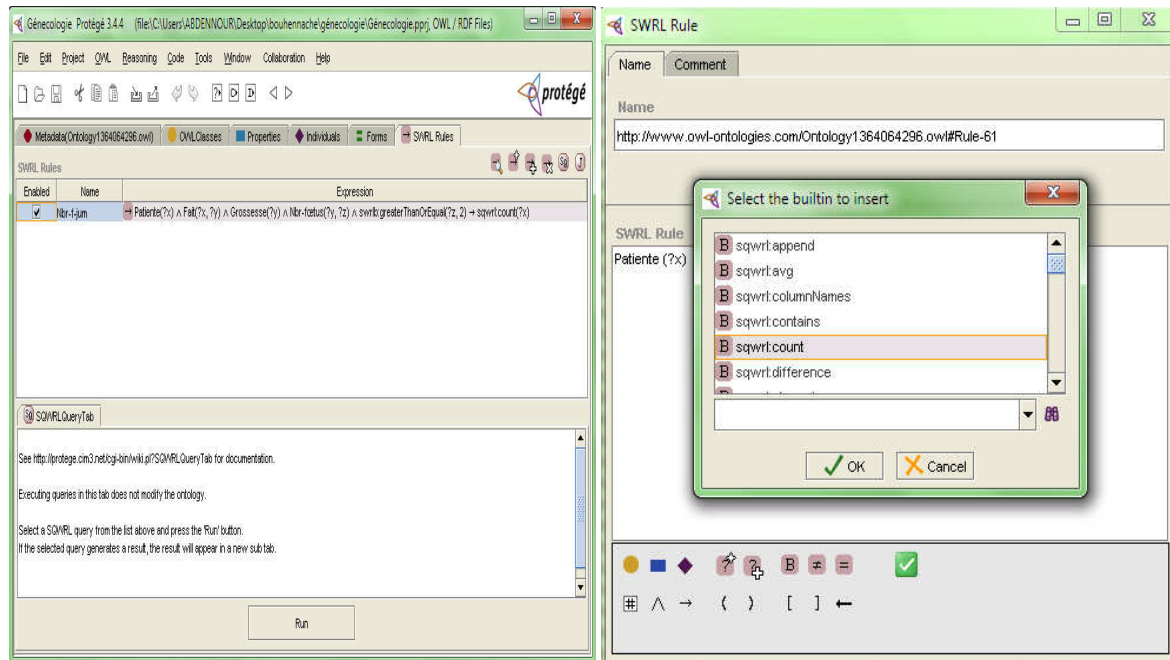 Génecologie Protégé 3.4.4 (file:\C:\Users\ABDENNOUR\Desktop\bouhennache\génecologie\Génecologie.pprj, OWL / RDF Files)
File Edit Project OWL Reasoning Code Tools Window Collaboration Help
protégé
Metadata(Ontology1364064296.owl) OWLClasses Properties Individuals Forms SWRL Rules
SWRL Rules
Enabled Name Expression
Nbr-f-jum Patiente(?x) ∧ Fait(?x, ?y) ∧ Grossesse(?y) ∧ Nbr-fœtus(?y, ?z) ∧ swrlb:greaterThanOrEqual(?z, 2) → sqwrl:count(?x)
SQWRLQueryTab
See http://protege.cim3.net/cgi-bin/wiki.pl?SQWRLQueryTab for documentation.
Executing queries in this tab does not modify the ontology.
Select a SQWRL query from the list above and press the 'Run' button.
If the selected query generates a result, the result will appear in a new sub tab.
Run
SWRL Rule
Name Comment
Name
http://www.owl-ontologies.com/Ontology1364064296.owl#Rule-61
SWRL Rule
Patiente (?x)
Select the builtin to insert
B sqwrl:append
B sqwrl:avg
B sqwrl:columnNames
B sqwrl:contains
B sqwrl:count
B sqwrl:difference
OK Cancel
? ? B ≠ =
# ∧ → ( ) [ ] ←